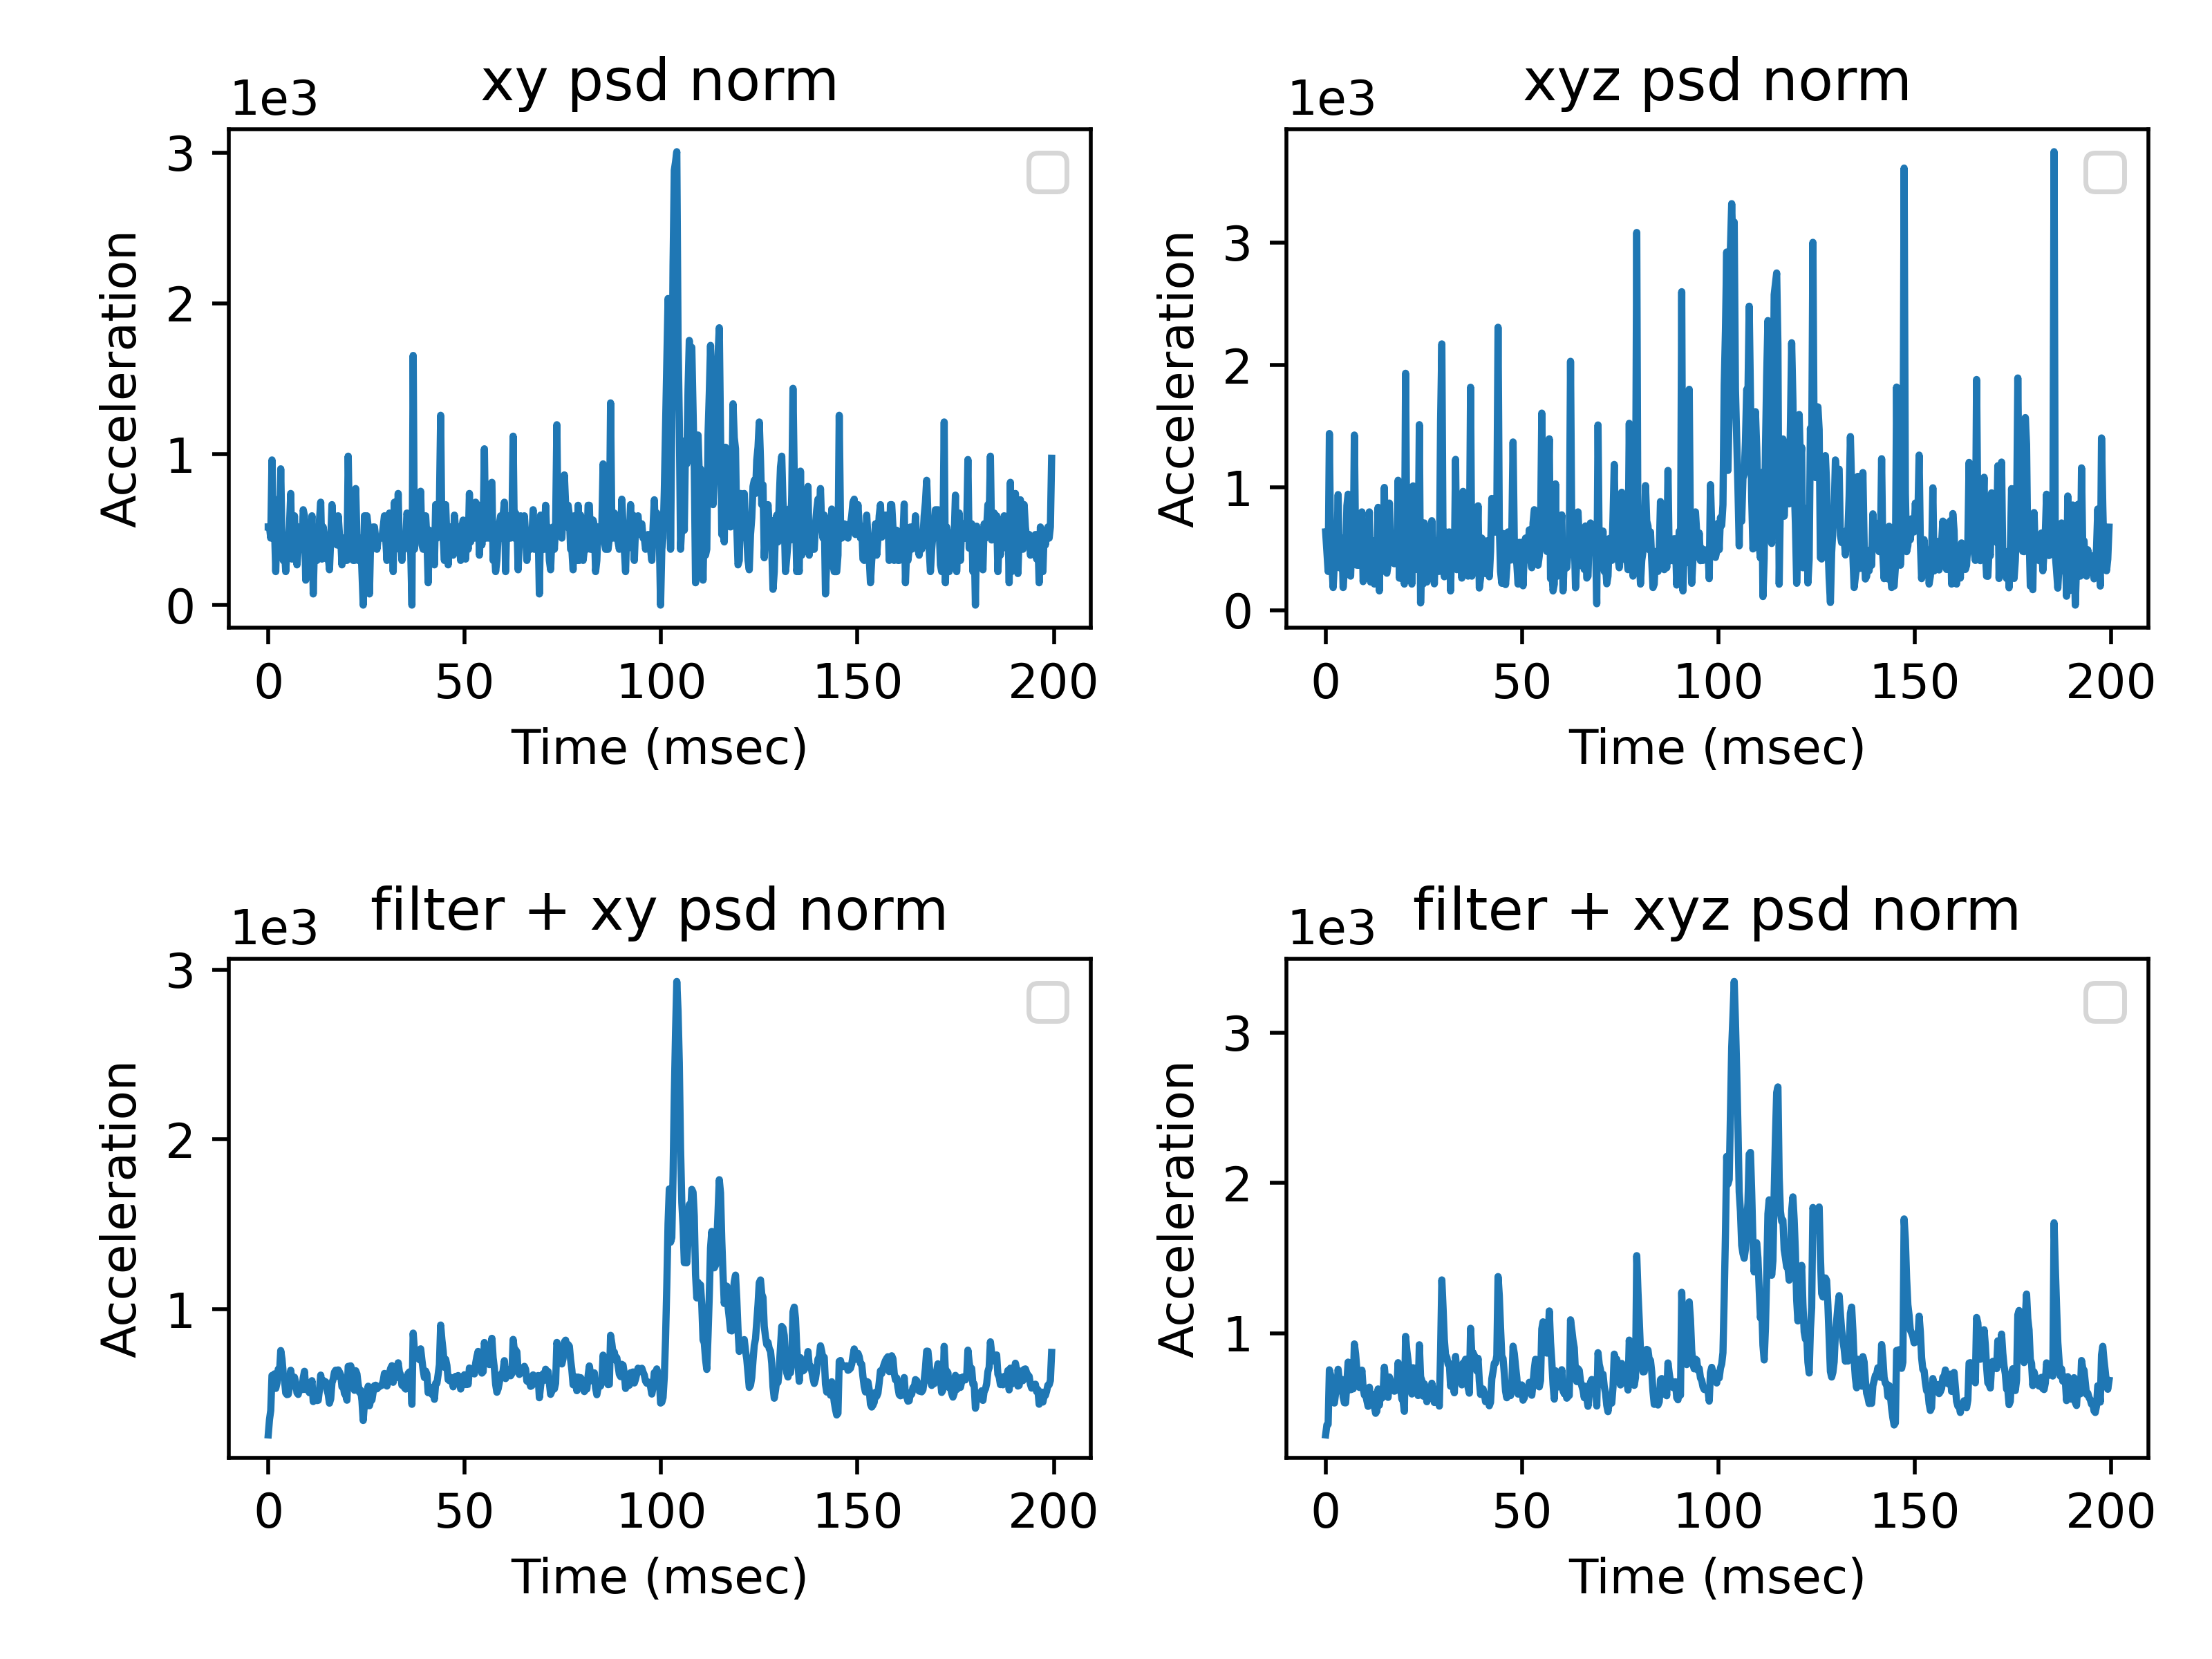 xy psd norm
1e3
Acceleration
3
2
1
0
0 50 100 150 200
Time (msec)
xyz psd norm
1e3
Acceleration
3
2
1
0
0 50 100 150 200
Time (msec)
filter + xy psd norm
1e3
Acceleration
3
2
1
0 50 100 150 200
Time (msec)
filter + xyz psd norm
1e3
Acceleration
3
2
1
0 50 100 150 200
Time (msec)